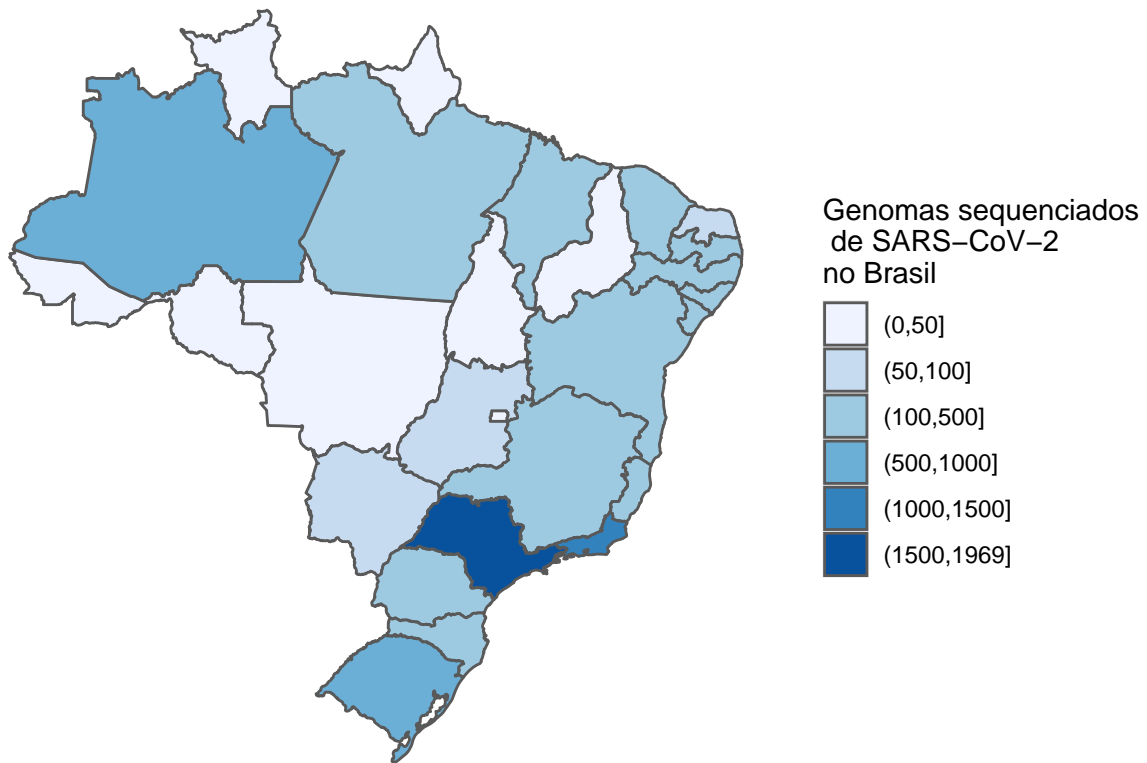 Genomas sequenciados
de SARS−CoV−2
no Brasil
(0,50]
(50,100]
(100,500]
(500,1000]
(1000,1500]
(1500,1969]